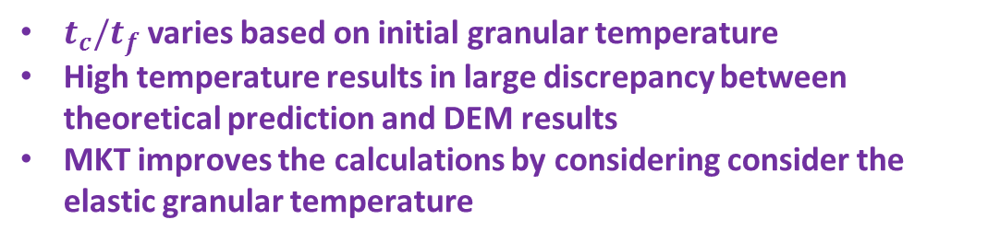 • t_c/t_f varies based on initial granular temperature
• High temperature results in large discrepancy between
theoretical prediction and DEM results
• MKT improves the calculations by considering consider the
elastic granular temperature